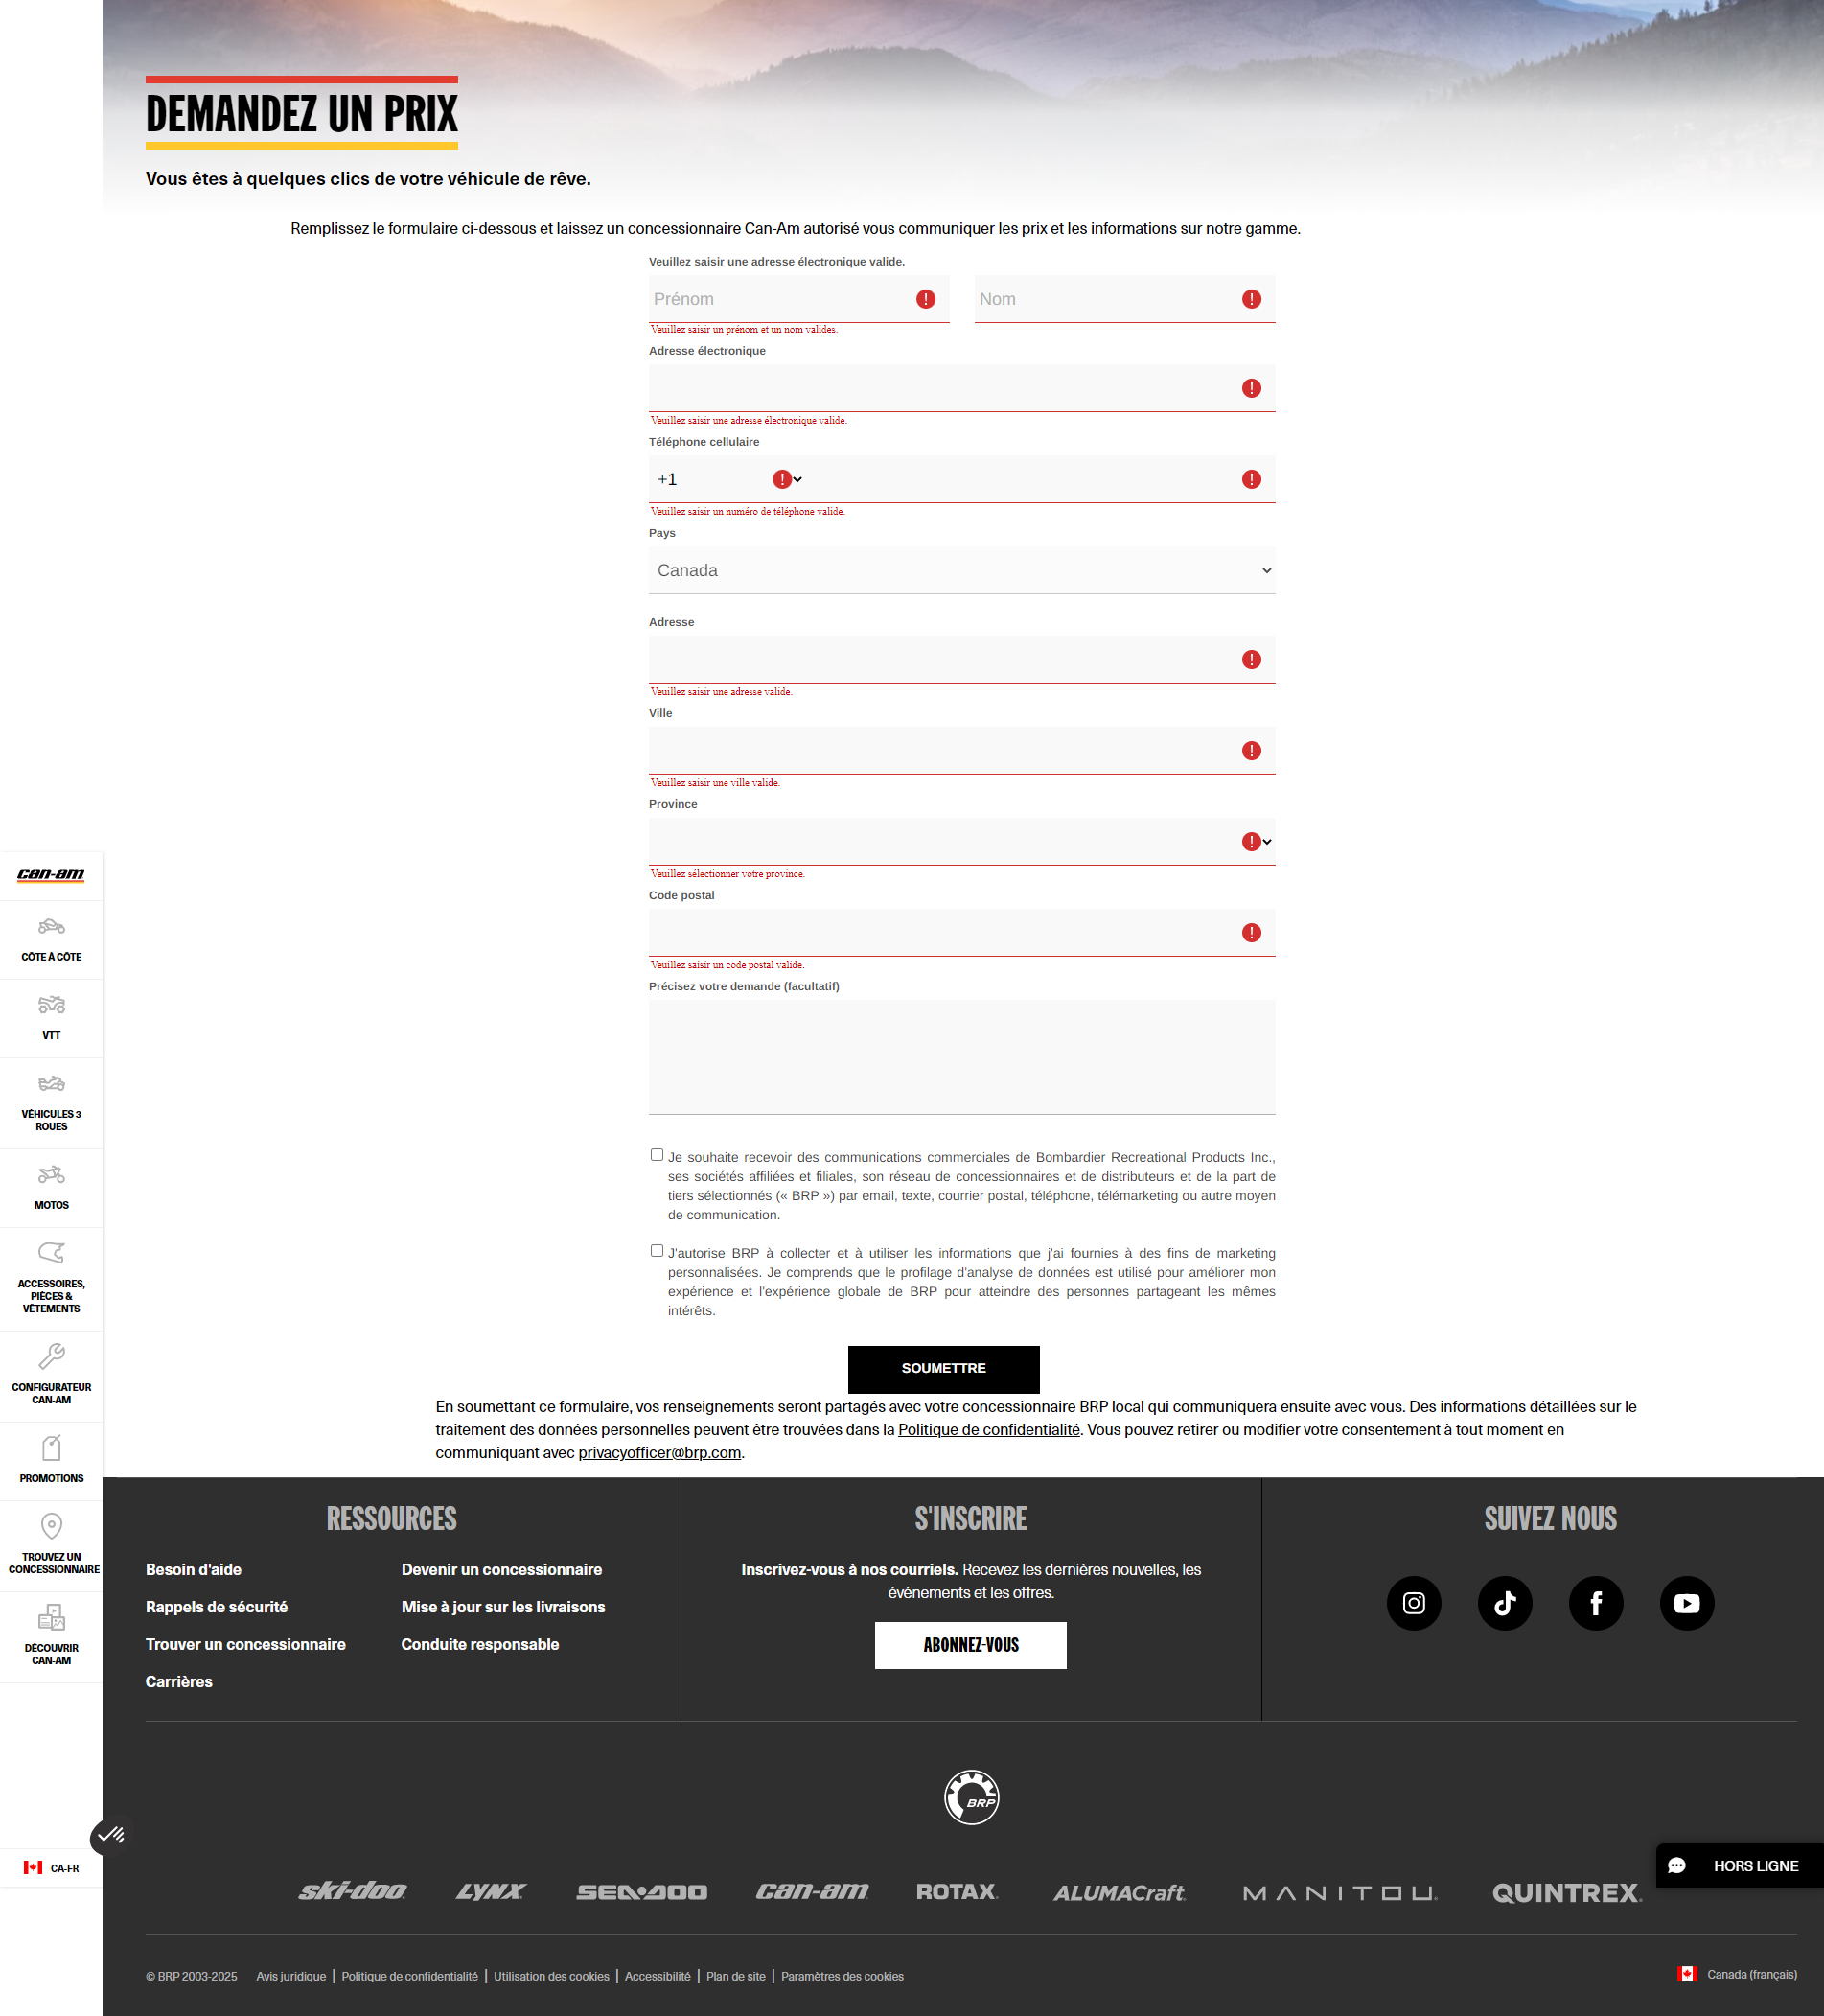 DEMANDEZ UN PRIX
Vous êtes à quelques clics de votre véhicule de rêve.
Remplissez le formulaire ci-dessous et laissez un concessionnaire Can-Am autorisé vous communiquer les prix et les informations sur notre gamme.
Veuillez saisir une adresse électronique valide.
Prénom
Nom
Veuillez saisir un prénom et un nom valides.
Adresse électronique
Veuillez saisir une adresse électronique valide.
Téléphone cellulaire
+1
Veuillez saisir un numéro de téléphone valide.
Pays
Canada
Adresse
Veuillez saisir une adresse valide.
Ville
Veuillez saisir une ville valide.
Province
Veuillez sélectionner votre province.
Code postal
Veuillez saisir un code postal valide.
Précisez votre demande (facultatif)
Je souhaite recevoir des communications commerciales de Bombardier Recreational Products Inc.,
ses sociétés affiliées et filiales, son réseau de concessionnaires et de distributeurs et de la part de
tiers sélectionnés (« BRP ») par email, texte, courrier postal, téléphone, télémarketing ou autre moyen
de communication.
J'autorise BRP à collecter et à utiliser les informations que j'ai fournies à des fins de marketing
personnalisées. Je comprends que le profilage d'analyse de données est utilisé pour améliorer mon
expérience et l'expérience globale de BRP pour atteindre des personnes partageant les mêmes
intérêts.
SOUMETTRE
En soumettant ce formulaire, vos renseignements seront partagés avec votre concessionnaire BRP local qui communiquera ensuite avec vous. Des informations détaillées sur le
traitement des données personnelles peuvent être trouvées dans la Politique de confidentialité. Vous pouvez retirer ou modifier votre consentement à tout moment en
communiquant avec privacyofficer@brp.com.
can-am
CÔTE À CÔTE
VTT
VÉHICULES 3
ROUES
MOTOS
ACCESSOIRES,
PIÈCES &
VÊTEMENTS
CONFIGURATEUR
CAN-AM
PROMOTIONS
TROUVEZ UN
CONCESSIONNAIRE
DÉCOUVRIR
CAN-AM
CA-FR
RESSOURCES
Besoin d'aide
Rappels de sécurité
Trouver un concessionnaire
Carrières
Devenir un concessionnaire
Mise à jour sur les livraisons
Conduite responsable
S'INSCRIRE
Inscrivez-vous à nos courriels. Recevez les dernières nouvelles, les
événements et les offres.
ABONNEZ-VOUS
SUIVEZ NOUS
BRP
ski-doo
LYNX
SEA-DOO
can-am
ROTAX
ALUMACraft
MANITOU
QUINTREX
HORS LIGNE
© BRP 2003-2025
Avis juridique | Politique de confidentialité | Utilisation des cookies | Accessibilité | Plan de site | Paramètres des cookies
Canada (français)